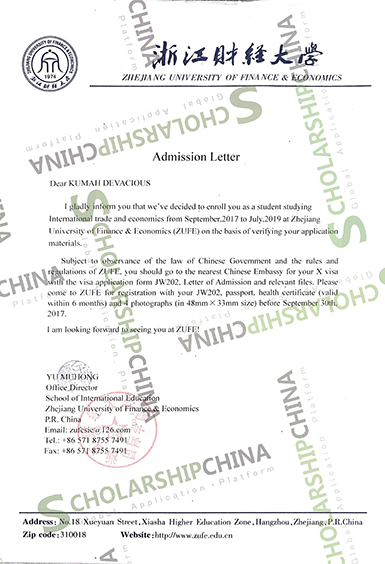 浙江财经大学
ZHEJIANG UNIVERSITY OF FINANCE & ECONOMICS
ZHEJIANG UNIVERSITY OF FINANCE & ECONOMICS
1974
Admission Letter
Dear KUMAH DEVACIOUS
I gladly inform you that we've decided to enroll you as a student studying
International trade and economics from September,2017 to July,2019 at Zhejiang
University of Finance & Economics (ZUFE) on the basis of verifying your application
materials.
Subject to observance of the law of Chinese Government and the rules and
regulations of ZUFE, you should go to the nearest Chinese Embassy for your X visa
with the visa application form JW202, Letter of Admission and relevant files. Please
come to ZUFE for registration with your JW202, passport, health certificate (valid
within 6 months) and 4 photographs (in 48mm×33mm size) before September 30th,
2017.
I am looking forward to seeing you at ZUFE!
YU MEHONG
Office Director
School of International Education
Zhejiang University of Finance & Economics
P.R. China
Email: zufesie@126.com
Tel.: +86 571 8755 7491
Fax: +86 571 8755 7491
SCHOLARSHIPCHINA
Global Application Platform
Address: No.18 Xueyuan Street,Xiasha Higher Education Zone,Hangzhou,Zhejiang,P.R.China
Zip code:310018 Website:http://www.zufe.edu.cn